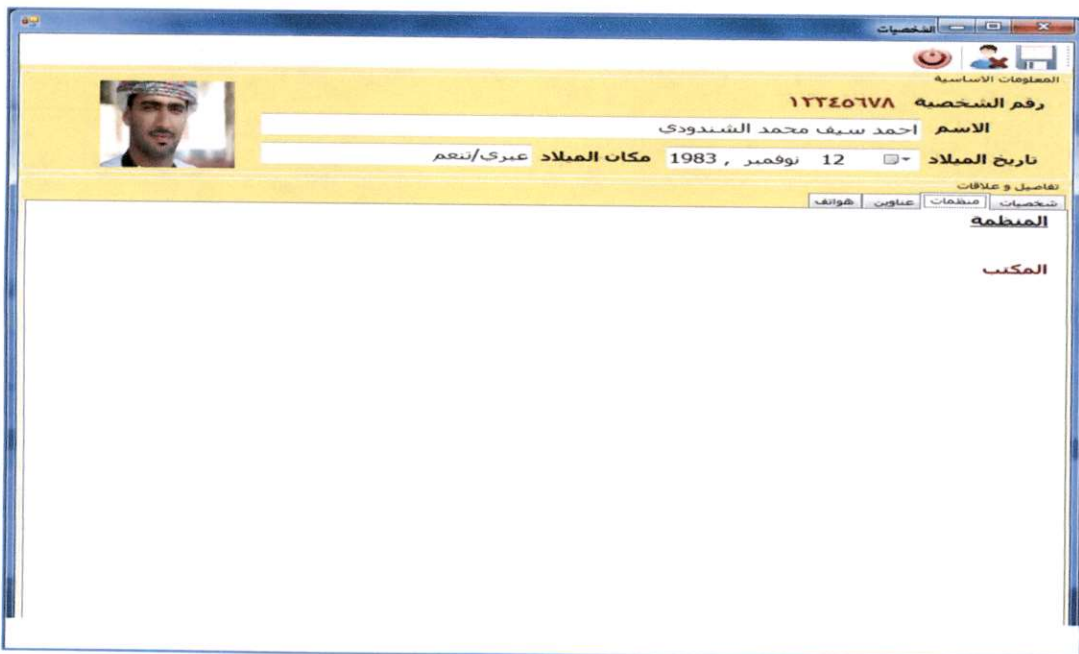 الشخصيات
المعلومات الاساسية
رقم الشخصية ١٢٣٤٥٦٧٨
الاسم احمد سيف محمد الشندودي
تاريخ الميلاد 12 نوفمبر , 1983 مكان الميلاد عبري/تنعم
تفاصيل و علاقات
شخصيات منظمات عناوين هواتف
المنظمة
المكتب